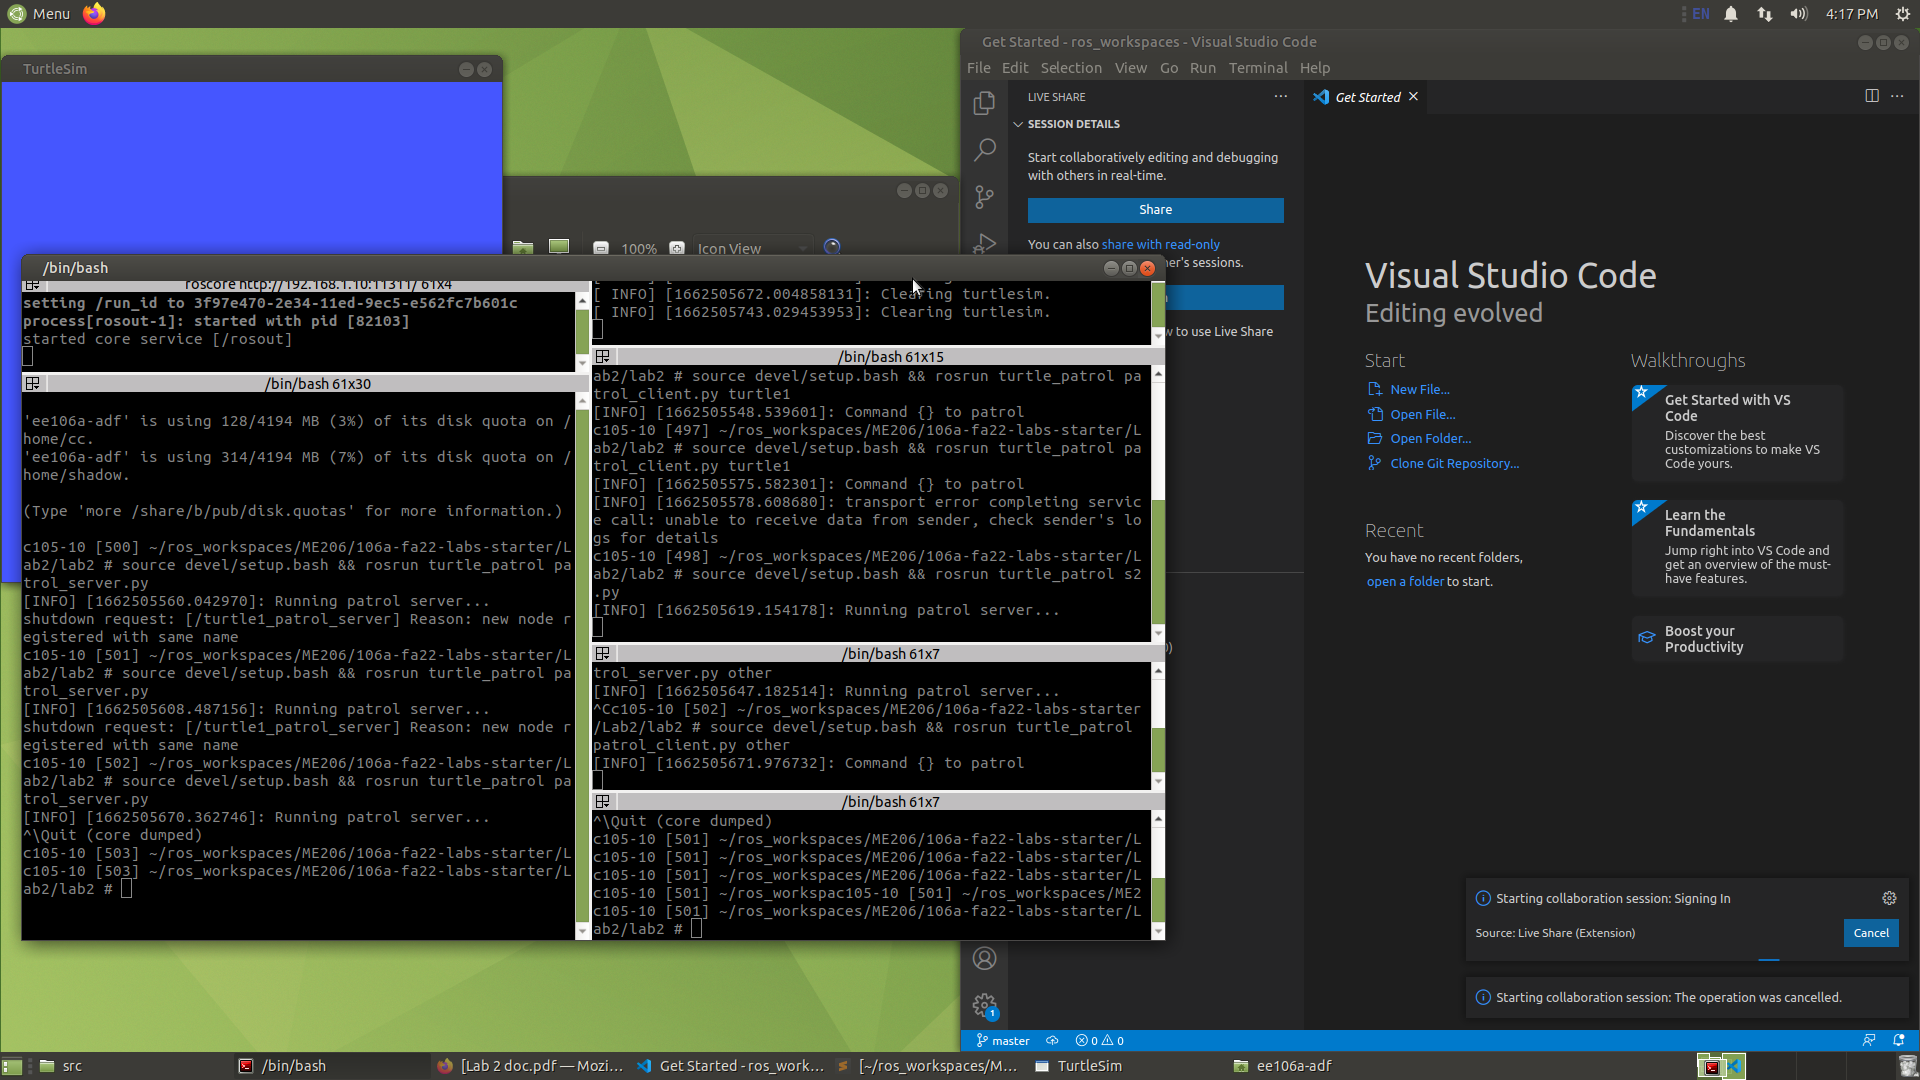 Menu
EN
4:17 PM
TurtleSim
100%
Icon View
/bin/bash
roscore http://192.168.1.10:11311/ 61x4
setting /run_id to 3f97e470-2e34-11ed-9ec5-e562fc7b601c
process[rosout-1]: started with pid [82103]
started core service [/rosout]
/bin/bash 61x30
'ee106a-adf' is using 128/4194 MB (3%) of its disk quota on /
home/cc.
'ee106a-adf' is using 314/4194 MB (7%) of its disk quota on /
home/shadow.
(Type 'more /share/b/pub/disk.quotas' for more information.)
c105-10 [500] ~/ros_workspaces/ME206/106a-fa22-labs-starter/L
ab2/lab2 # source devel/setup.bash && rosrun turtle_patrol pa
trol_server.py
[INFO] [1662505560.042970]: Running patrol server...
shutdown request: [/turtle1_patrol_server] Reason: new node r
egistered with same name
c105-10 [501] ~/ros_workspaces/ME206/106a-fa22-labs-starter/L
ab2/lab2 # source devel/setup.bash && rosrun turtle_patrol pa
trol_server.py
[INFO] [1662505608.487156]: Running patrol server...
shutdown request: [/turtle1_patrol_server] Reason: new node r
egistered with same name
c105-10 [502] ~/ros_workspaces/ME206/106a-fa22-labs-starter/L
ab2/lab2 # source devel/setup.bash && rosrun turtle_patrol pa
trol_server.py
[INFO] [1662505670.362746]: Running patrol server...
^\Quit (core dumped)
c105-10 [503] ~/ros_workspaces/ME206/106a-fa22-labs-starter/L
c105-10 [503] ~/ros_workspaces/ME206/106a-fa22-labs-starter/L
ab2/lab2 #
[ INFO] [1662505672.004858131]: Clearing turtlesim.
[ INFO] [1662505743.029453953]: Clearing turtlesim.
/bin/bash 61x15
ab2/lab2 # source devel/setup.bash && rosrun turtle_patrol pa
trol_client.py turtle1
[INFO] [1662505548.539601]: Command {} to patrol
c105-10 [497] ~/ros_workspaces/ME206/106a-fa22-labs-starter/L
ab2/lab2 # source devel/setup.bash && rosrun turtle_patrol pa
trol_client.py turtle1
[INFO] [1662505575.582301]: Command {} to patrol
[INFO] [1662505578.608680]: transport error completing servic
e call: unable to receive data from sender, check sender's lo
gs for details
c105-10 [498] ~/ros_workspaces/ME206/106a-fa22-labs-starter/L
ab2/lab2 # source devel/setup.bash && rosrun turtle_patrol s2
.py
[INFO] [1662505619.154178]: Running patrol server...
/bin/bash 61x7
trol_server.py other
[INFO] [1662505647.182514]: Running patrol server...
^Cc105-10 [502] ~/ros_workspaces/ME206/106a-fa22-labs-starter
/Lab2/lab2 # source devel/setup.bash && rosrun turtle_patrol
patrol_client.py other
[INFO] [1662505671.976732]: Command {} to patrol
/bin/bash 61x7
^\Quit (core dumped)
c105-10 [501] ~/ros_workspaces/ME206/106a-fa22-labs-starter/L
c105-10 [501] ~/ros_workspaces/ME206/106a-fa22-labs-starter/L
c105-10 [501] ~/ros_workspaces/ME206/106a-fa22-labs-starter/L
c105-10 [501] ~/ros_workspac105-10 [501] ~/ros_workspaces/ME2
c105-10 [501] ~/ros_workspaces/ME206/106a-fa22-labs-starter/L
ab2/lab2 #
Get Started - ros_workspaces - Visual Studio Code
File Edit Selection View Go Run Terminal Help
LIVE SHARE
SESSION DETAILS
Start collaboratively editing and debugging
with others in real-time.
Share
You can also share with read-only
er's sessions.
w to use Live Share
Get Started
Visual Studio Code
Editing evolved
Start
New File...
Open File...
Open Folder...
Clone Git Repository...
Recent
You have no recent folders,
open a folder to start.
Walkthroughs
Get Started with VS
Code
Discover the best
customizations to make VS
Code yours.
Learn the
Fundamentals
Jump right into VS Code and
get an overview of the must-
have features.
Boost your
Productivity
Starting collaboration session: Signing In
Source: Live Share (Extension)
Cancel
Starting collaboration session: The operation was cancelled.
1
master
0
0
src
/bin/bash
[Lab 2 doc.pdf — Mozi...
Get Started - ros_work...
[~/ros_workspaces/M...
TurtleSim
ee106a-adf